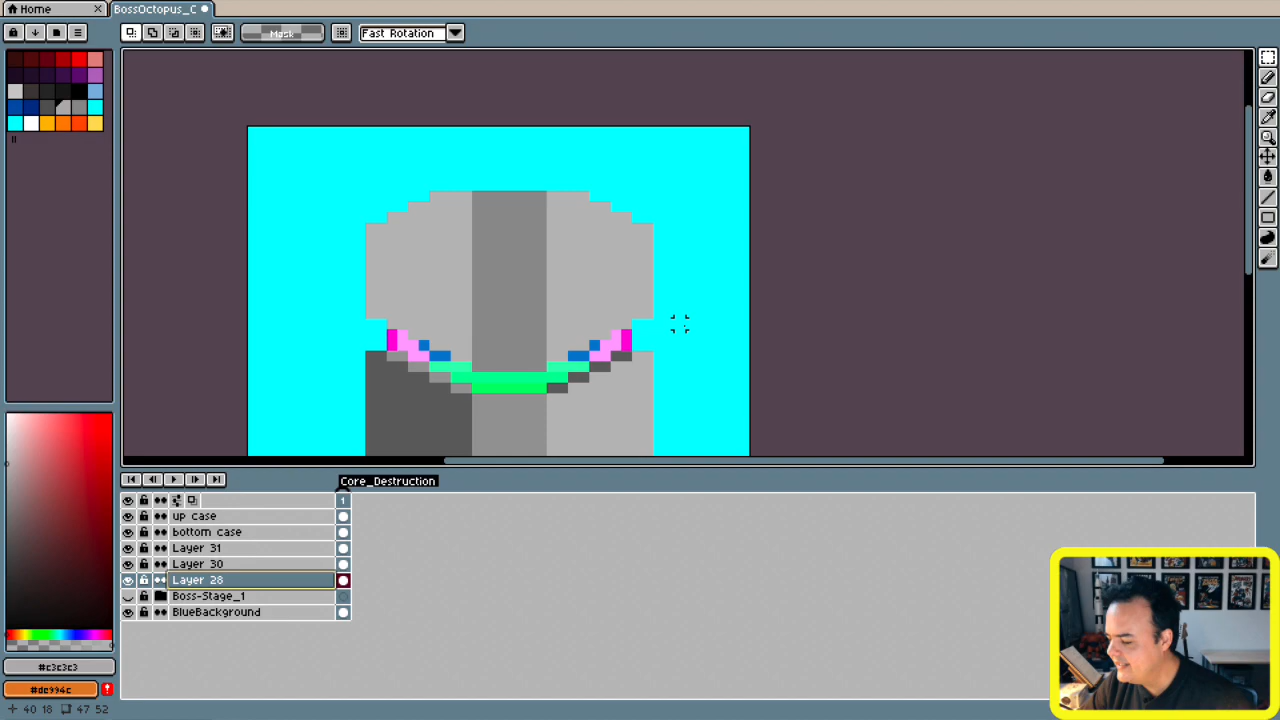 Home
BossOctopus_C
Mask
Fast Rotation
Core_Destruction
1
up case
bottom case
Layer 31
Layer 30
Layer 28
Boss-Stage_1
BlueBackground
#c3c3c3
#de994c
40 18 47 52